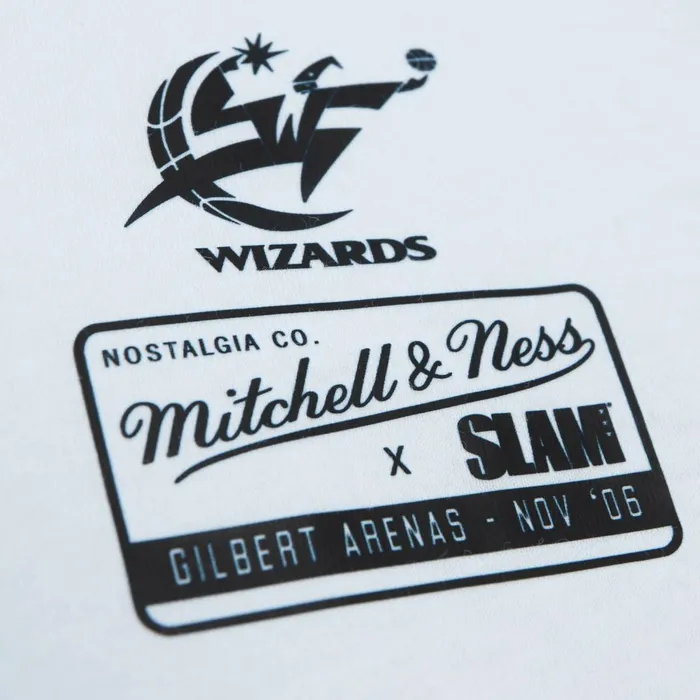 WIZARDS
NOSTALGIA CO.
Mitchell & Ness
X SLAM
GILBERT ARENAS - NOV '06